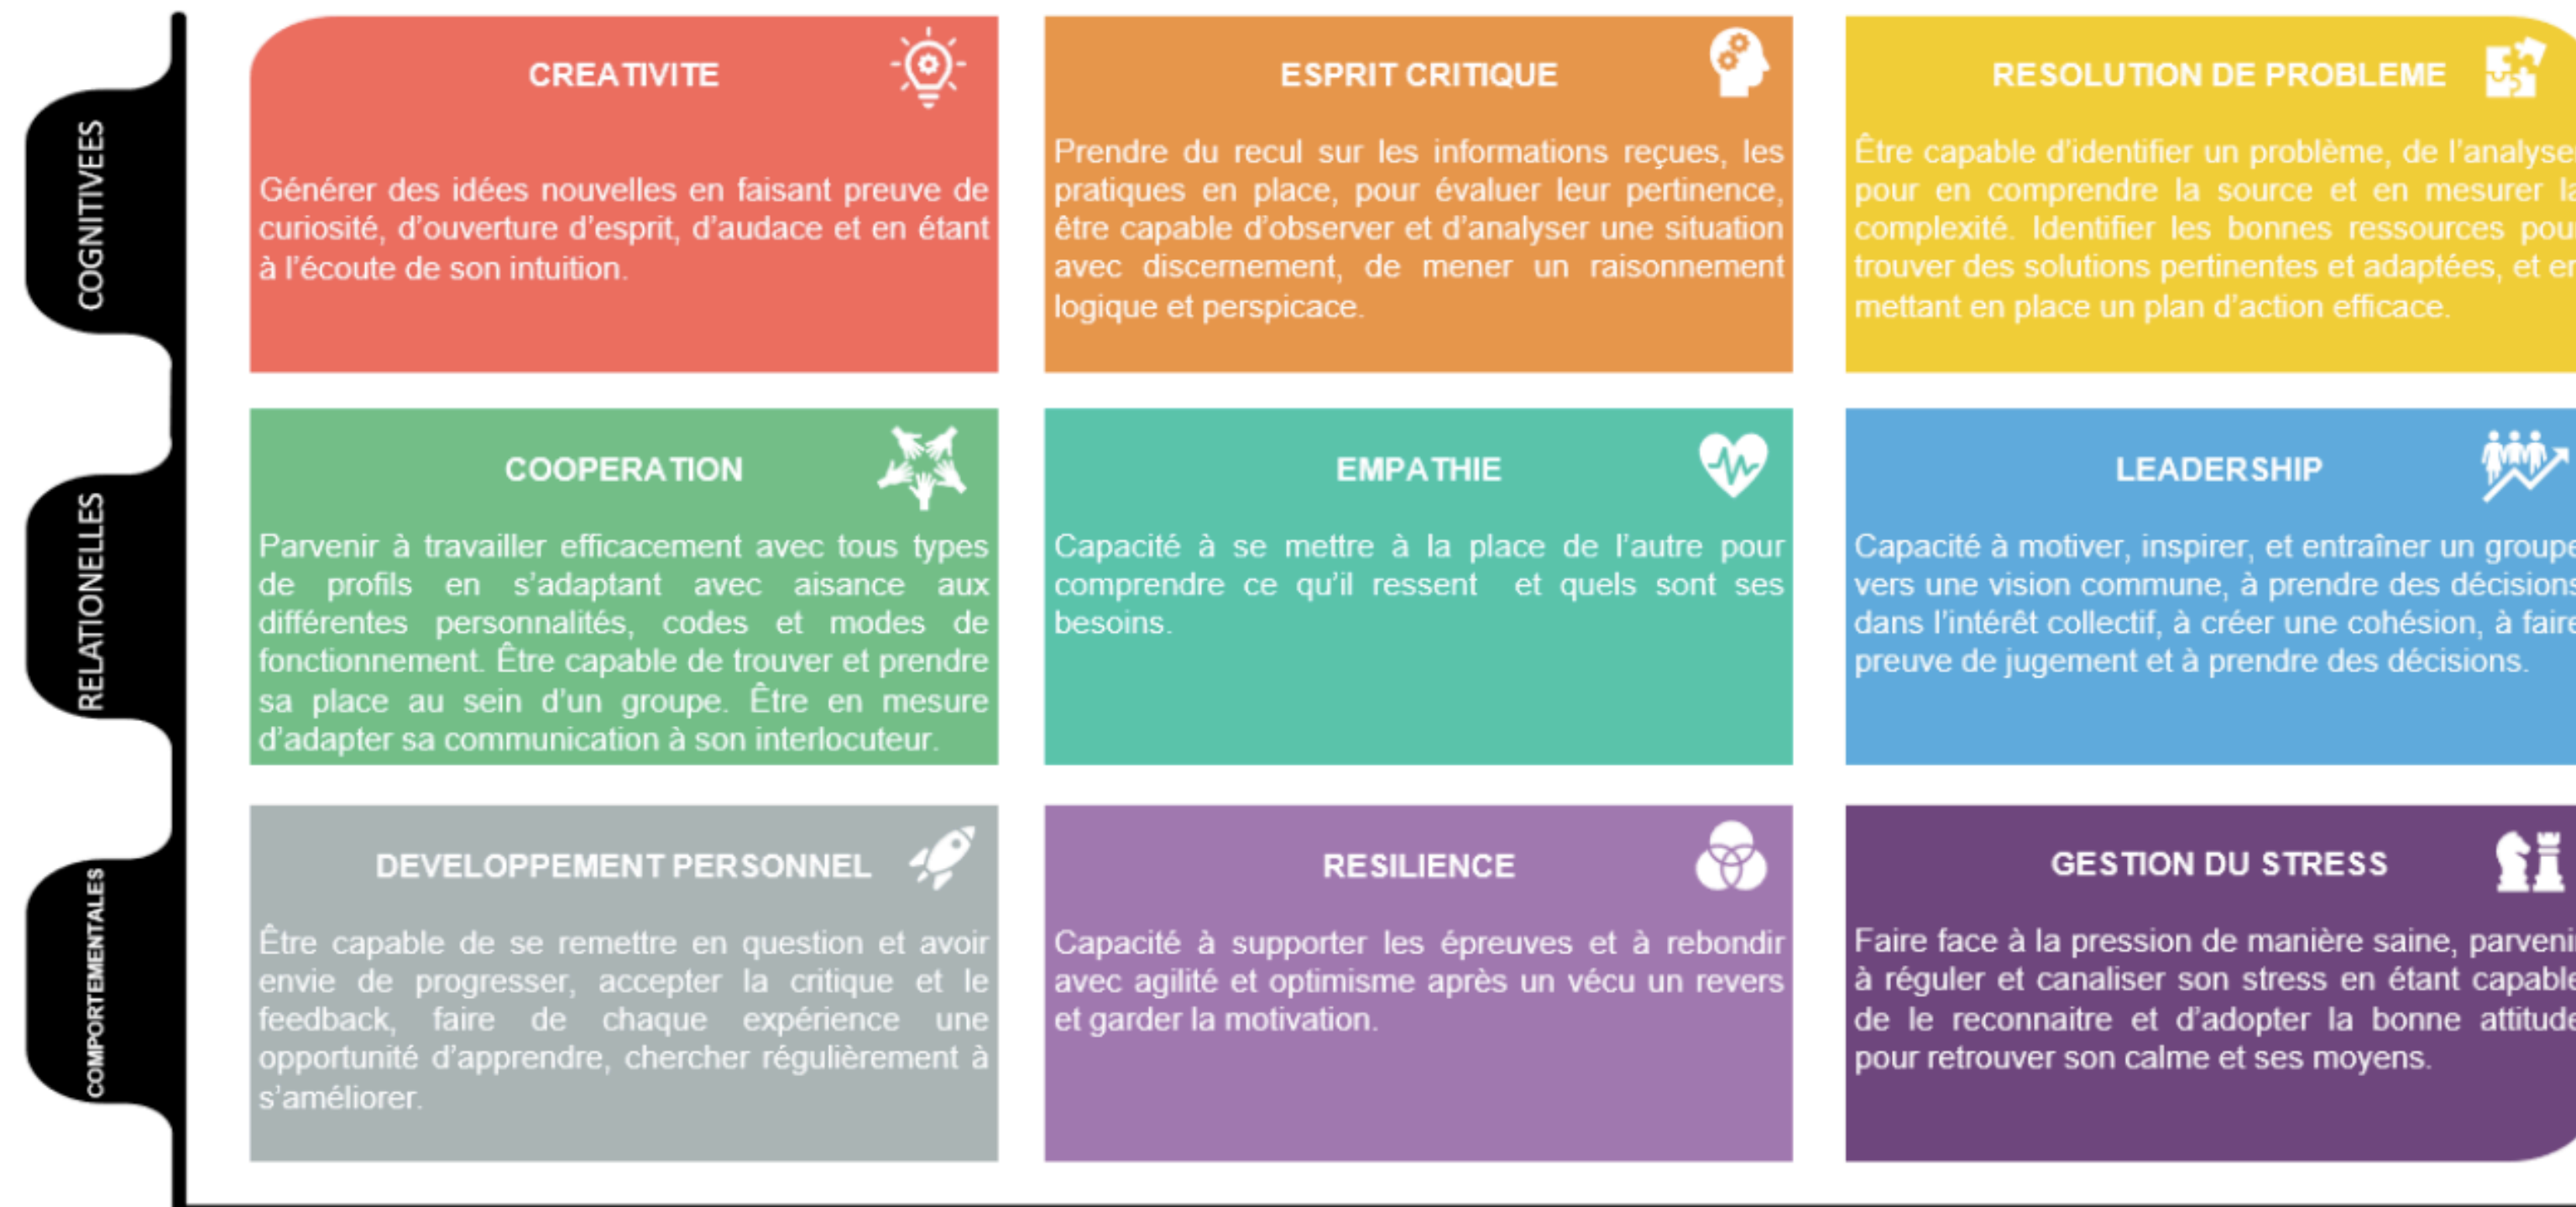 COGNITIVEES
CREATIVITE
Générer des idées nouvelles en faisant preuve de
curiosité, d’ouverture d’esprit, d’audace et en étant
à l’écoute de son intuition.
ESPRIT CRITIQUE
Prendre du recul sur les informations reçues, les
pratiques en place, pour évaluer leur pertinence,
être capable d’observer et d’analyser une situation
avec discernement, de mener un raisonnement
logique et perspicace.
RESOLUTION DE PROBLEME
Être capable d’identifier un problème, de l’analyser
pour en comprendre la source et en mesurer la
complexité. Identifier les bonnes ressources pour
trouver des solutions pertinentes et adaptées, et en
mettant en place un plan d’action efficace.
RELATIONELLES
COOPERATION
Parvenir à travailler efficacement avec tous types
de profils en s’adaptant avec aisance aux
différentes personnalités, codes et modes de
fonctionnement. Être capable de trouver et prendre
sa place au sein d’un groupe. Être en mesure
d’adapter sa communication à son interlocuteur.
EMPATHIE
Capacité à se mettre à la place de l’autre pour
comprendre ce qu’il ressent et quels sont ses
besoins.
LEADERSHIP
Capacité à motiver, inspirer, et entraîner un groupe
vers une vision commune, à prendre des décisions
dans l’intérêt collectif, à créer une cohésion, à faire
preuve de jugement et à prendre des décisions.
COMPORTEMENTALES
DEVELOPPEMENT PERSONNEL
Être capable de se remettre en question et avoir
envie de progresser, accepter la critique et le
feedback, faire de chaque expérience une
opportunité d’apprendre, chercher régulièrement à
s’améliorer.
RESILIENCE
Capacité à supporter les épreuves et à rebondir
avec agilité et optimisme après un vécu un revers
et garder la motivation.
GESTION DU STRESS
Faire face à la pression de manière saine, parvenir
à réguler et canaliser son stress en étant capable
de le reconnaitre et d’adopter la bonne attitude
pour retrouver son calme et ses moyens.